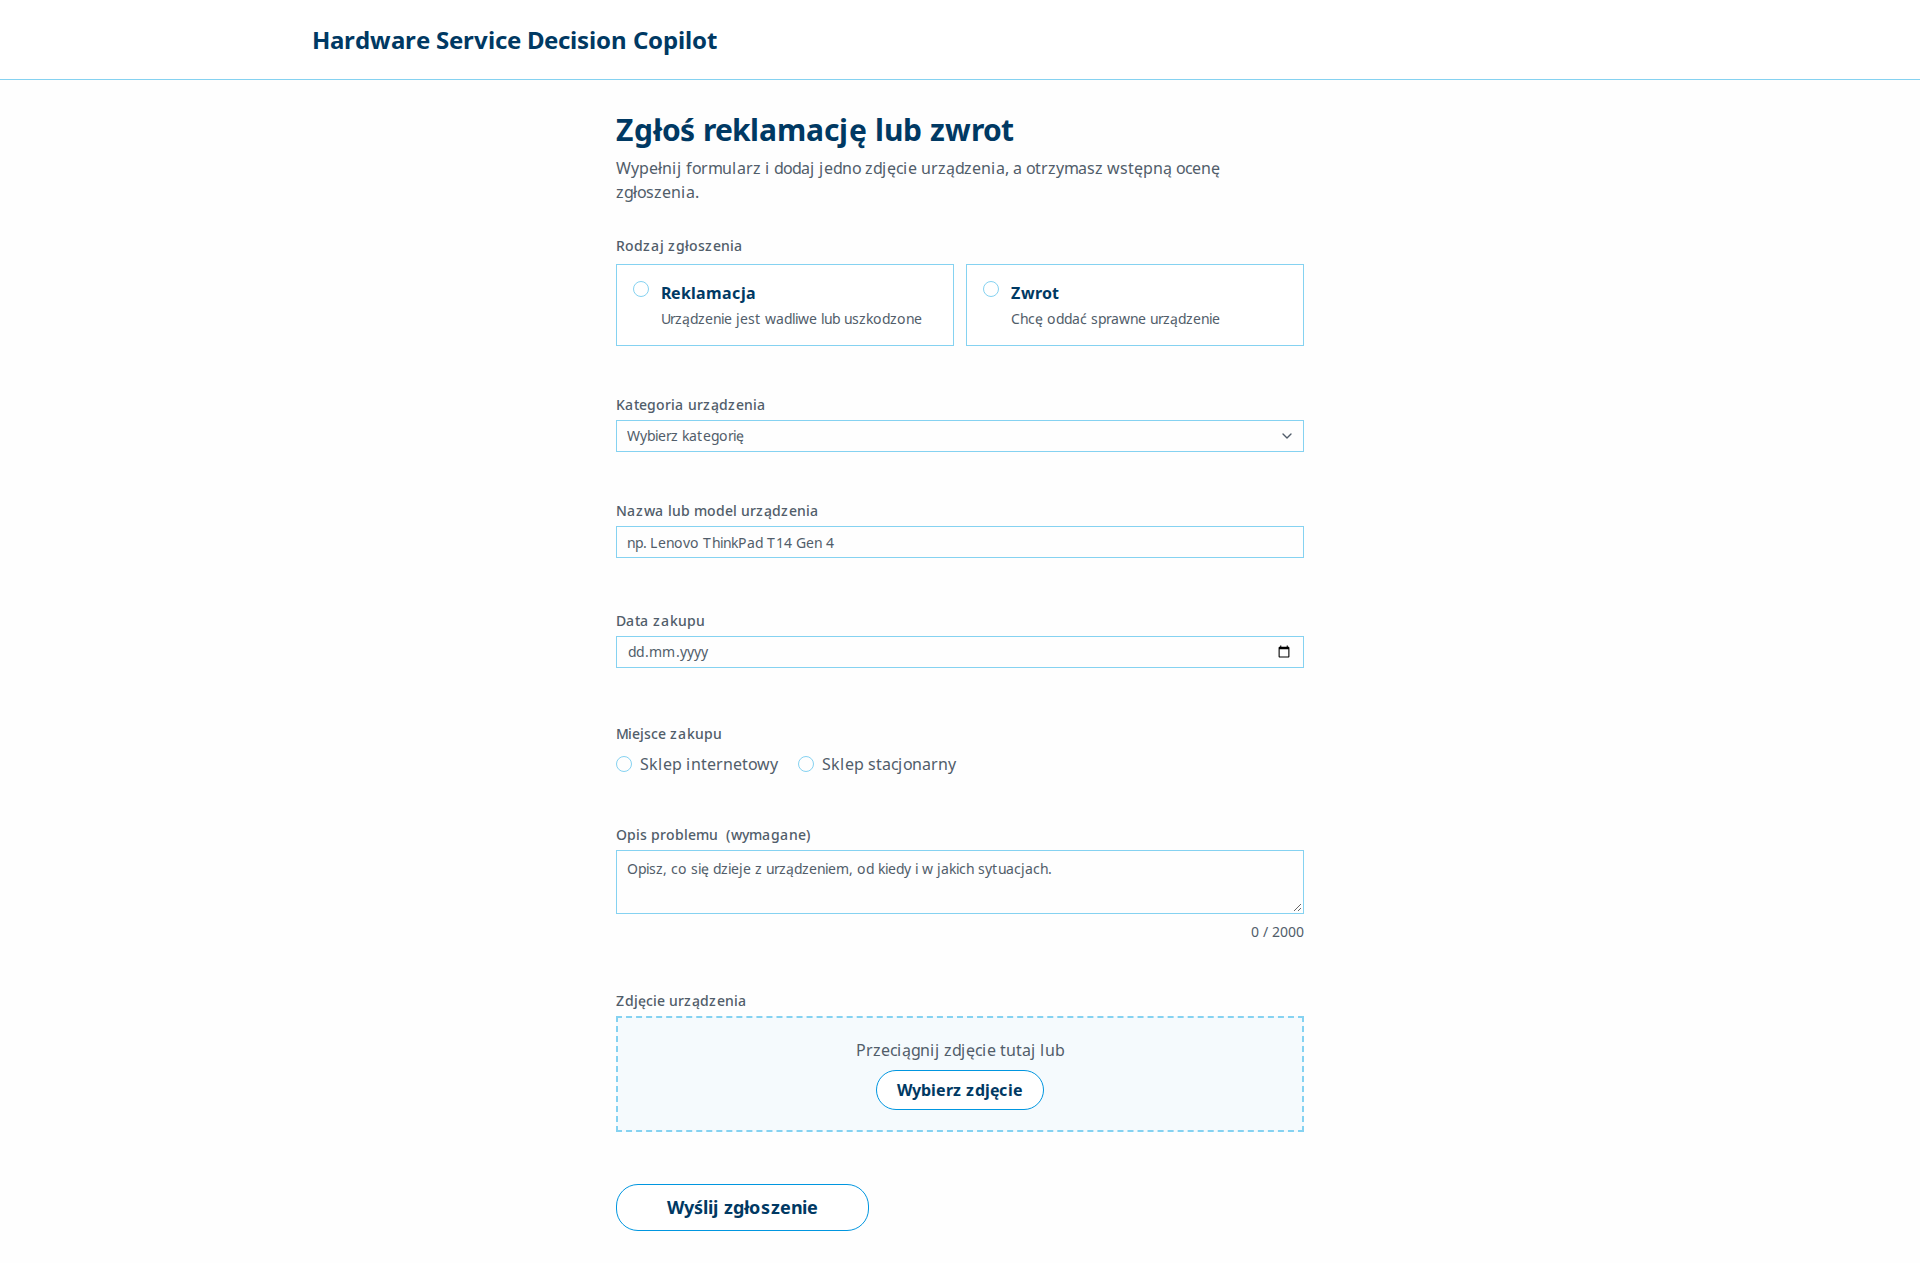 Hardware Service Decision Copilot
Zgłoś reklamację lub zwrot
Wypełnij formularz i dodaj jedno zdjęcie urządzenia, a otrzymasz wstępną ocenę
zgłoszenia.
Rodzaj zgłoszenia
Reklamacja
Urządzenie jest wadliwe lub uszkodzone
Zwrot
Chcę oddać sprawne urządzenie
Kategoria urządzenia
Wybierz kategorię
Nazwa lub model urządzenia
np. Lenovo ThinkPad T14 Gen 4
Data zakupu
dd.mm.yyyy
Miejsce zakupu
Sklep internetowy
Sklep stacjonarny
Opis problemu (wymagane)
Opisz, co się dzieje z urządzeniem, od kiedy i w jakich sytuacjach.
0 / 2000
Zdjęcie urządzenia
Przeciągnij zdjęcie tutaj lub
Wybierz zdjęcie
Wyślij zgłoszenie